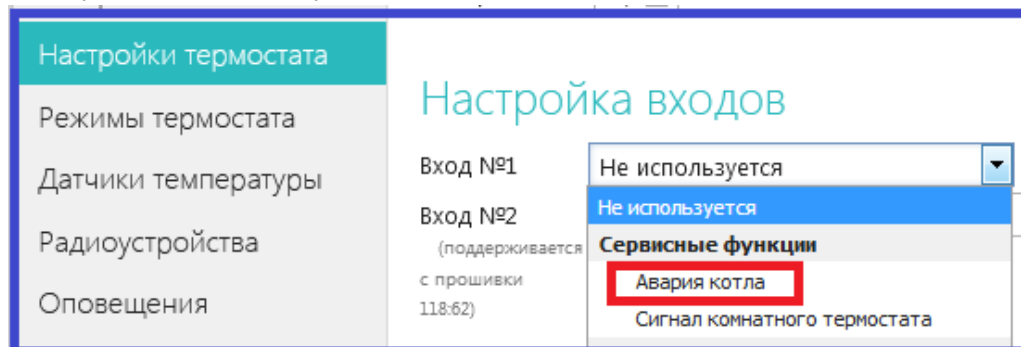 Настройки термостата
Режимы термостата
Датчики температуры
Радиоустройства
Оповещения
Настройка входов
Вход №1
Не используется
Вход №2
(поддерживается
с прошивки
118:62)
Не используется
Сервисные функции
Авария котла
Сигнал комнатного термостата